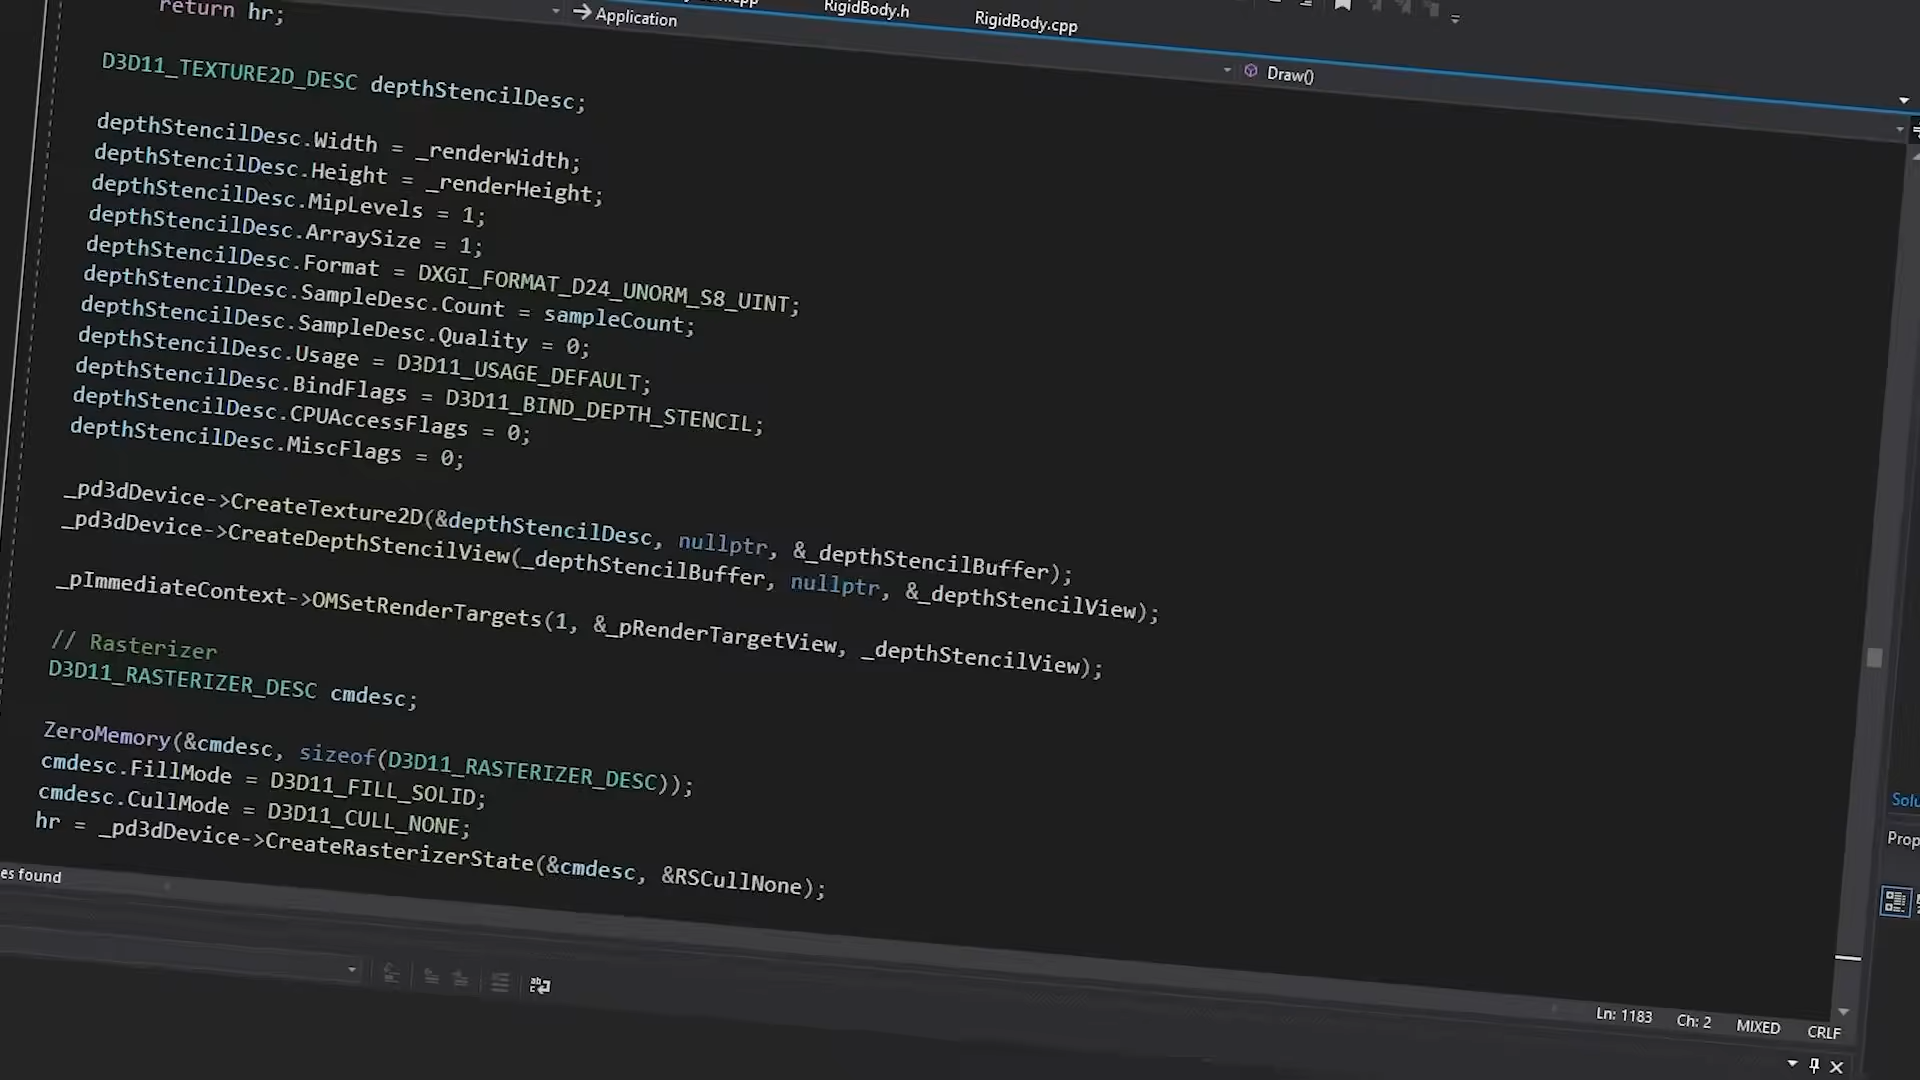 return hr;
Application
RigidBody.h
RigidBody.cpp
Draw()
D3D11_TEXTURE2D_DESC depthStencilDesc;
depthStencilDesc.Width = _renderWidth;
depthStencilDesc.Height = _renderHeight;
depthStencilDesc.MipLevels = 1;
depthStencilDesc.ArraySize = 1;
depthStencilDesc.Format = DXGI_FORMAT_D24_UNORM_S8_UINT;
depthStencilDesc.SampleDesc.Count = sampleCount;
depthStencilDesc.SampleDesc.Quality = 0;
depthStencilDesc.Usage = D3D11_USAGE_DEFAULT;
depthStencilDesc.BindFlags = D3D11_BIND_DEPTH_STENCIL;
depthStencilDesc.CPUAccessFlags = 0;
depthStencilDesc.MiscFlags = 0;
_pd3dDevice->CreateTexture2D(&depthStencilDesc, nullptr, &_depthStencilBuffer);
_pd3dDevice->CreateDepthStencilView(_depthStencilBuffer, nullptr, &_depthStencilView);
_pImmediateContext->OMSetRenderTargets(1, &_pRenderTargetView, _depthStencilView);
// Rasterizer
D3D11_RASTERIZER_DESC cmdesc;
ZeroMemory(&cmdesc, sizeof(D3D11_RASTERIZER_DESC));
cmdesc.FillMode = D3D11_FILL_SOLID;
cmdesc.CullMode = D3D11_CULL_NONE;
hr = _pd3dDevice->CreateRasterizerState(&cmdesc, &RSCullNone);
es found
Solu
Prop
Ln: 1183 Ch: 2 MIXED CRLF